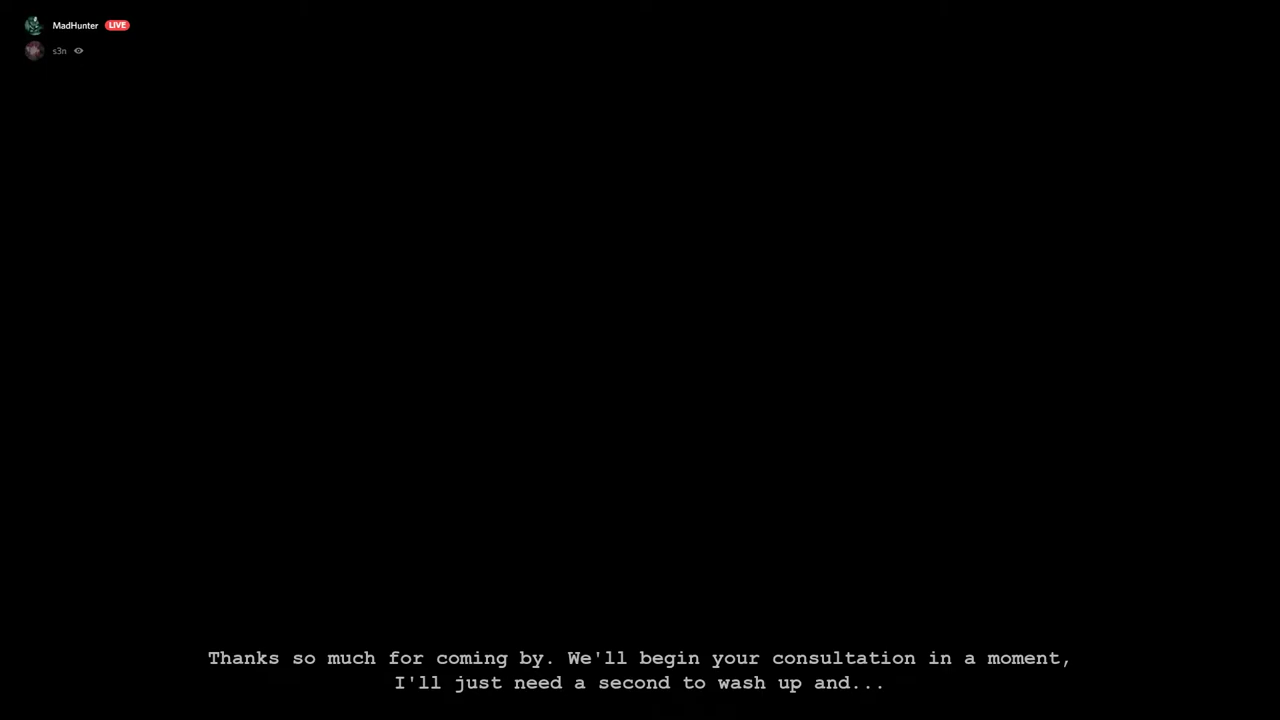 MadHunter LIVE
s3n
Thanks so much for coming by. We'll begin your consultation in a moment,
I'll just need a second to wash up and...